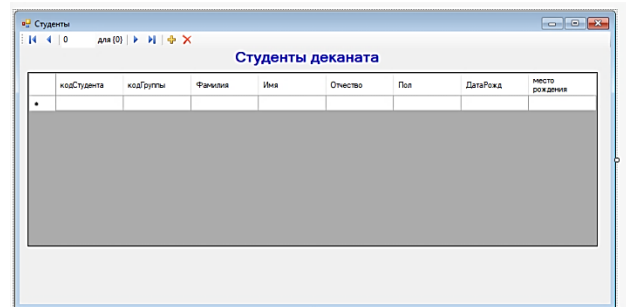 Студенты
0 для {0}
Студенты деканата
кодСтудента кодГруппы Фамилия Имя Отчество Пол ДатаРожд место рождения